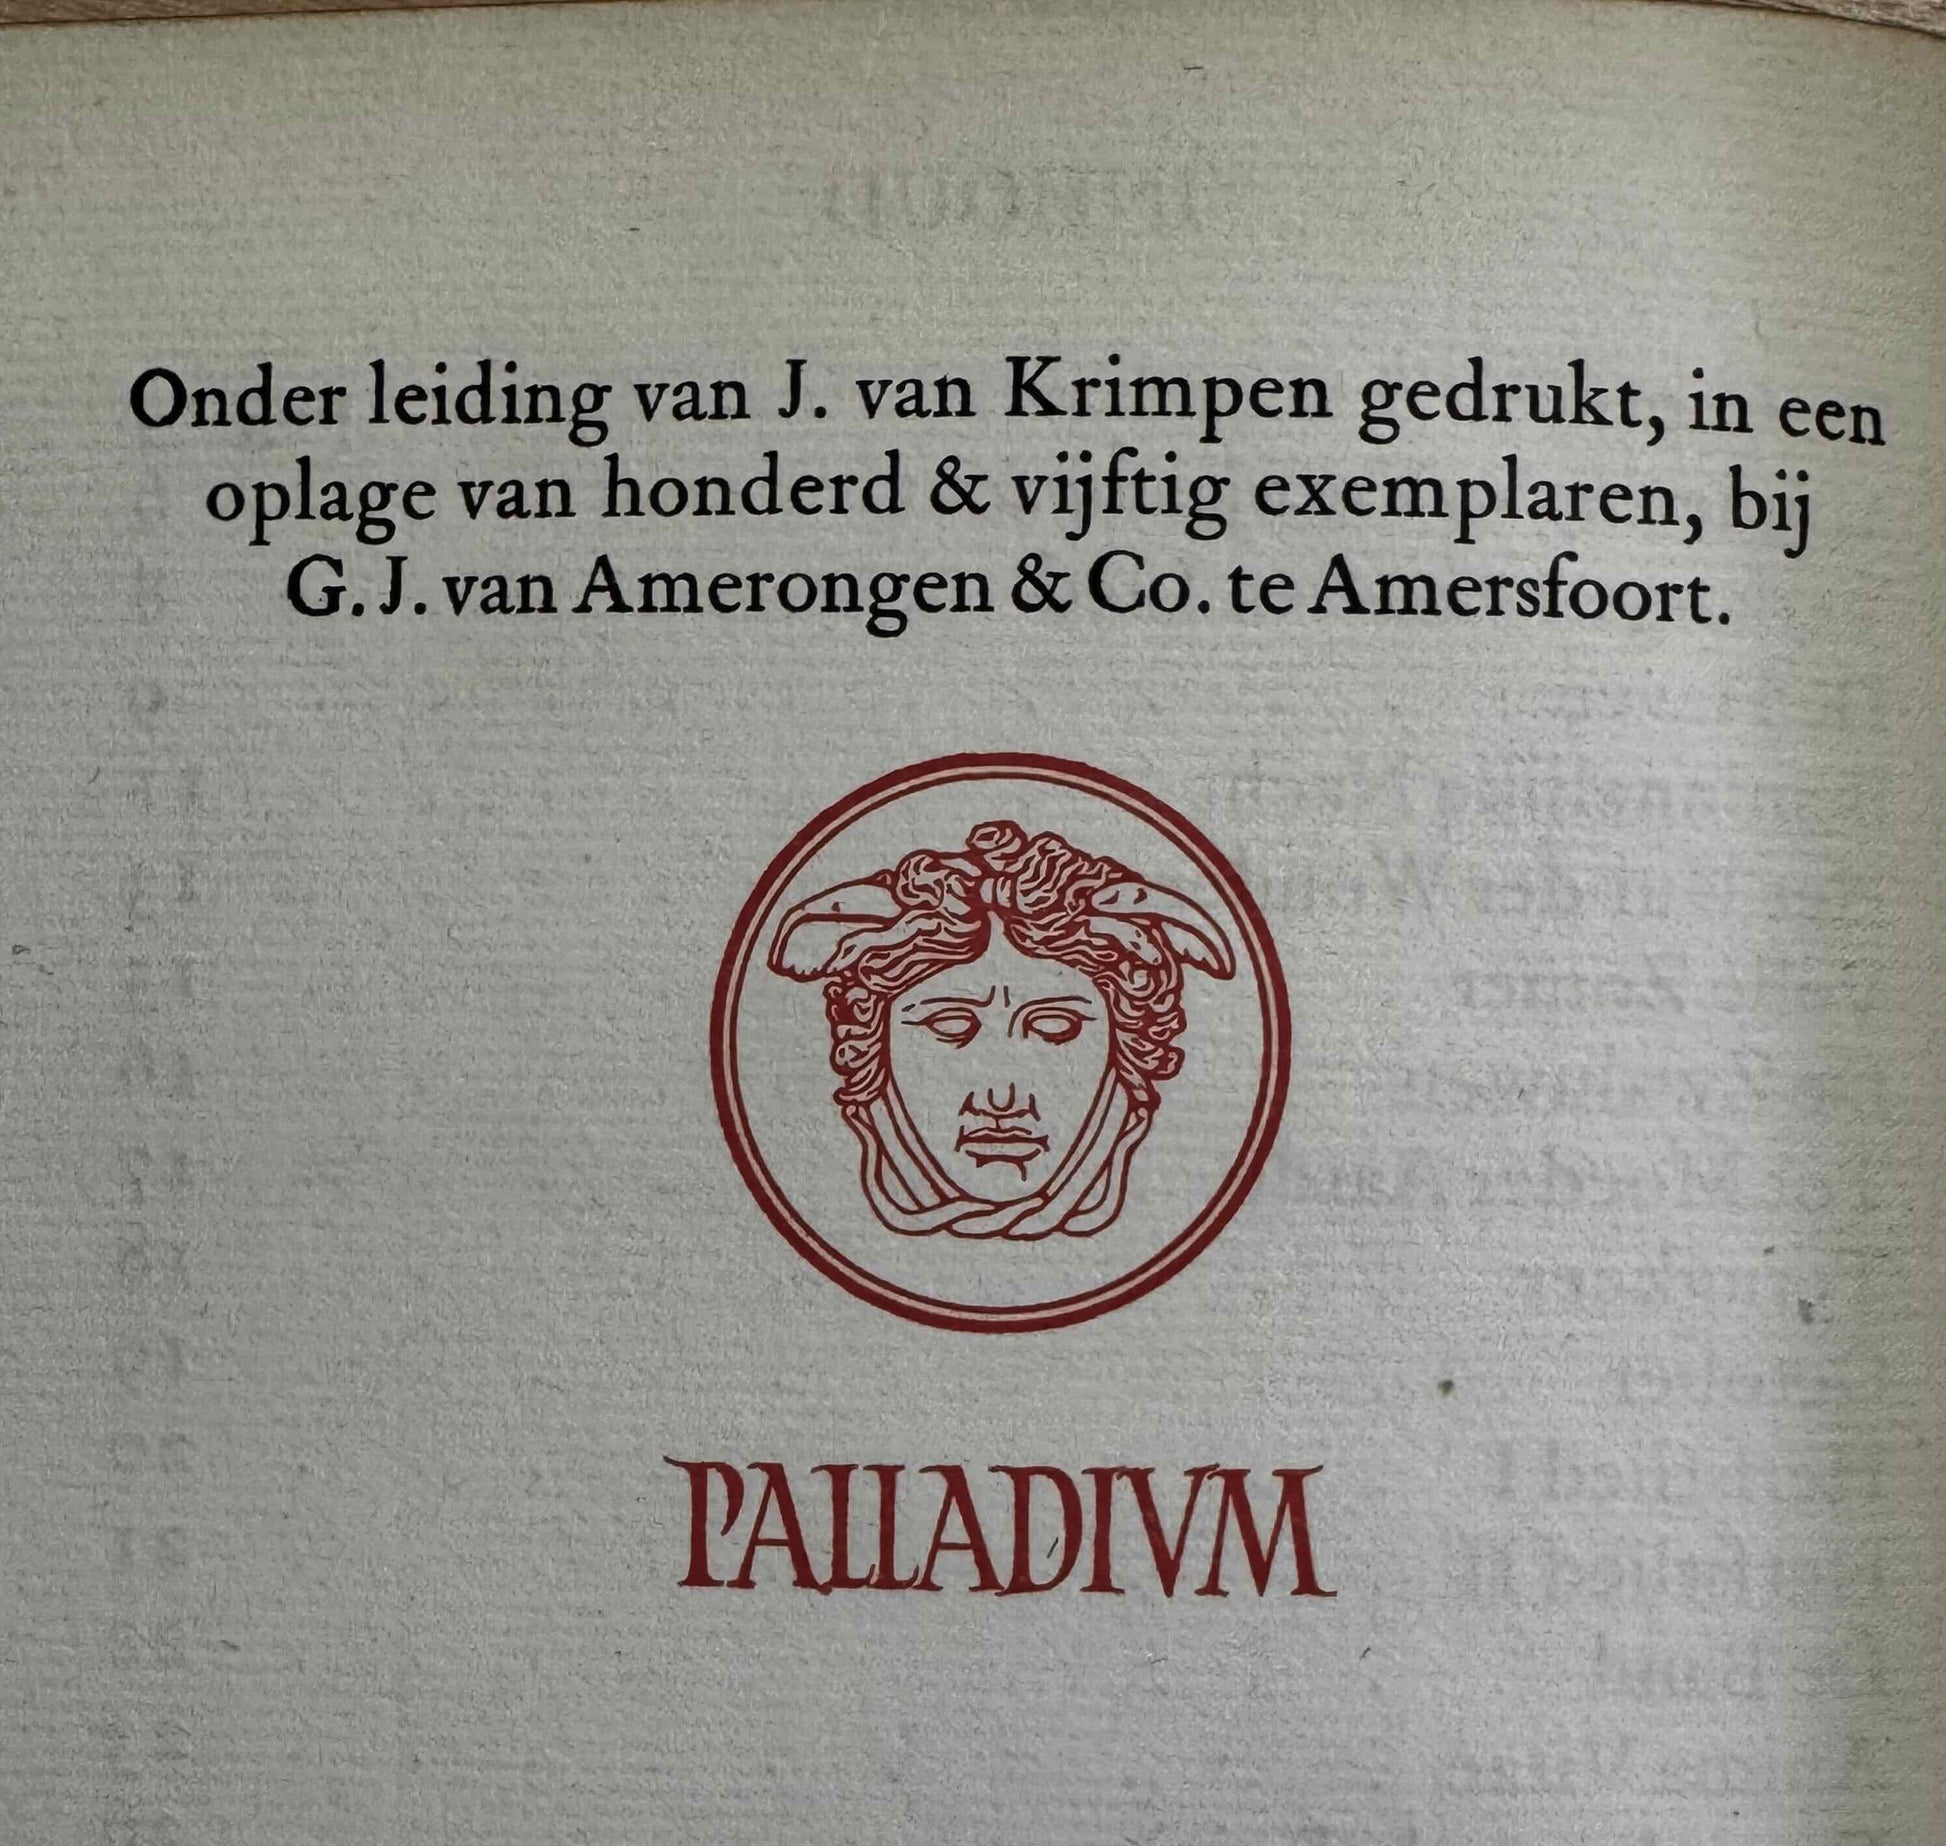 Onder leiding van J. van Krimpen gedrukt, in een
oplage van honderd & vijftig exemplaren, bij
G. J. van Amerongen & Co. te Amersfoort.
PALLADIVM